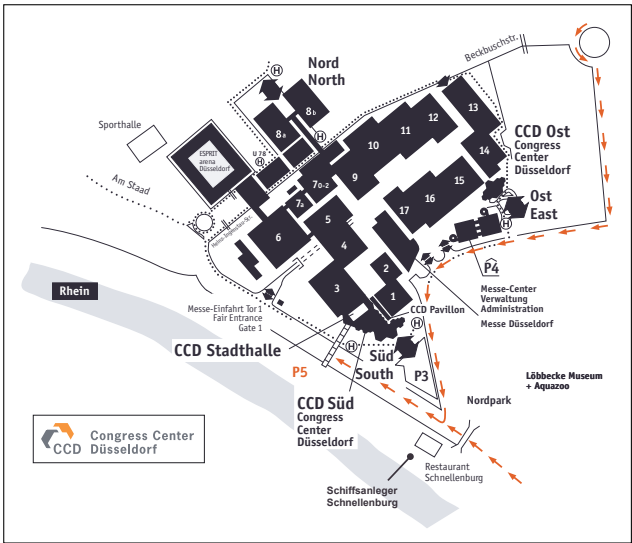 Beckbuschstr.
Nord
North
H
8b
8a
H
Sporthalle
U 78
H
ESPRIT
arena
Düsseldorf
Am Staad
13
12
11
10
14
CCD Ost
Congress
Center
Düsseldorf
9
70-2
7a
15
16
17
Ost
East
H
5
6
4
P4
2
3
1
Rhein
Messe-Einfahrt Tor 1
Fair Entrance
Gate 1
CCD Pavillon
H
Messe-Center
Verwaltung
Administration
Messe Düsseldorf
CCD Stadthalle
H
Süd
South
P5
P3
CCD Süd
Congress
Center
Düsseldorf
Löbbecke Museum
+ Aquazoo
Nordpark
CCD
Congress Center
Düsseldorf
Restaurant
Schnellenburg
Schiffsanleger
Schnellenburg